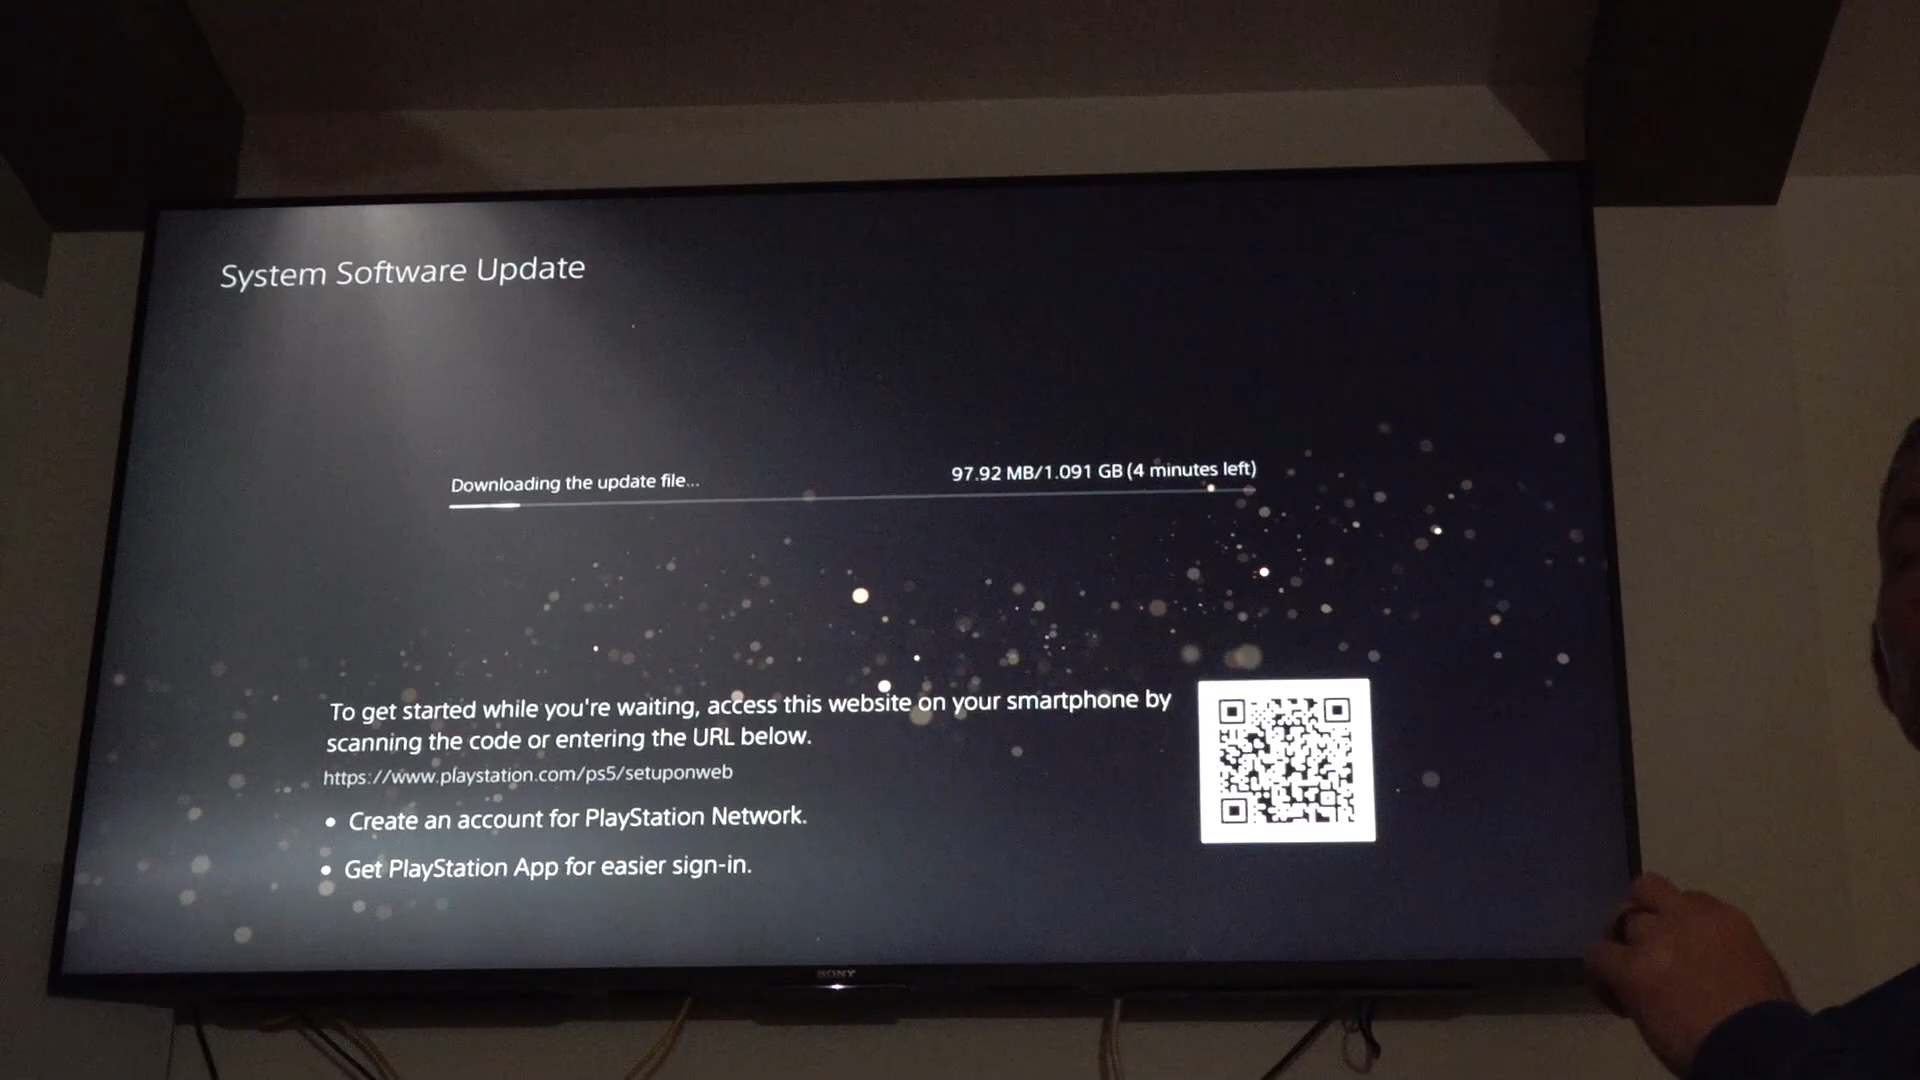 System Software Update
Downloading the update file...
97.92 MB/1.091 GB (4 minutes left)
To get started while you're waiting, access this website on your smartphone by
scanning the code or entering the URL below.
https://www.playstation.com/ps5/setuponweb
• Create an account for PlayStation Network.
• Get PlayStation App for easier sign-in.
SONY